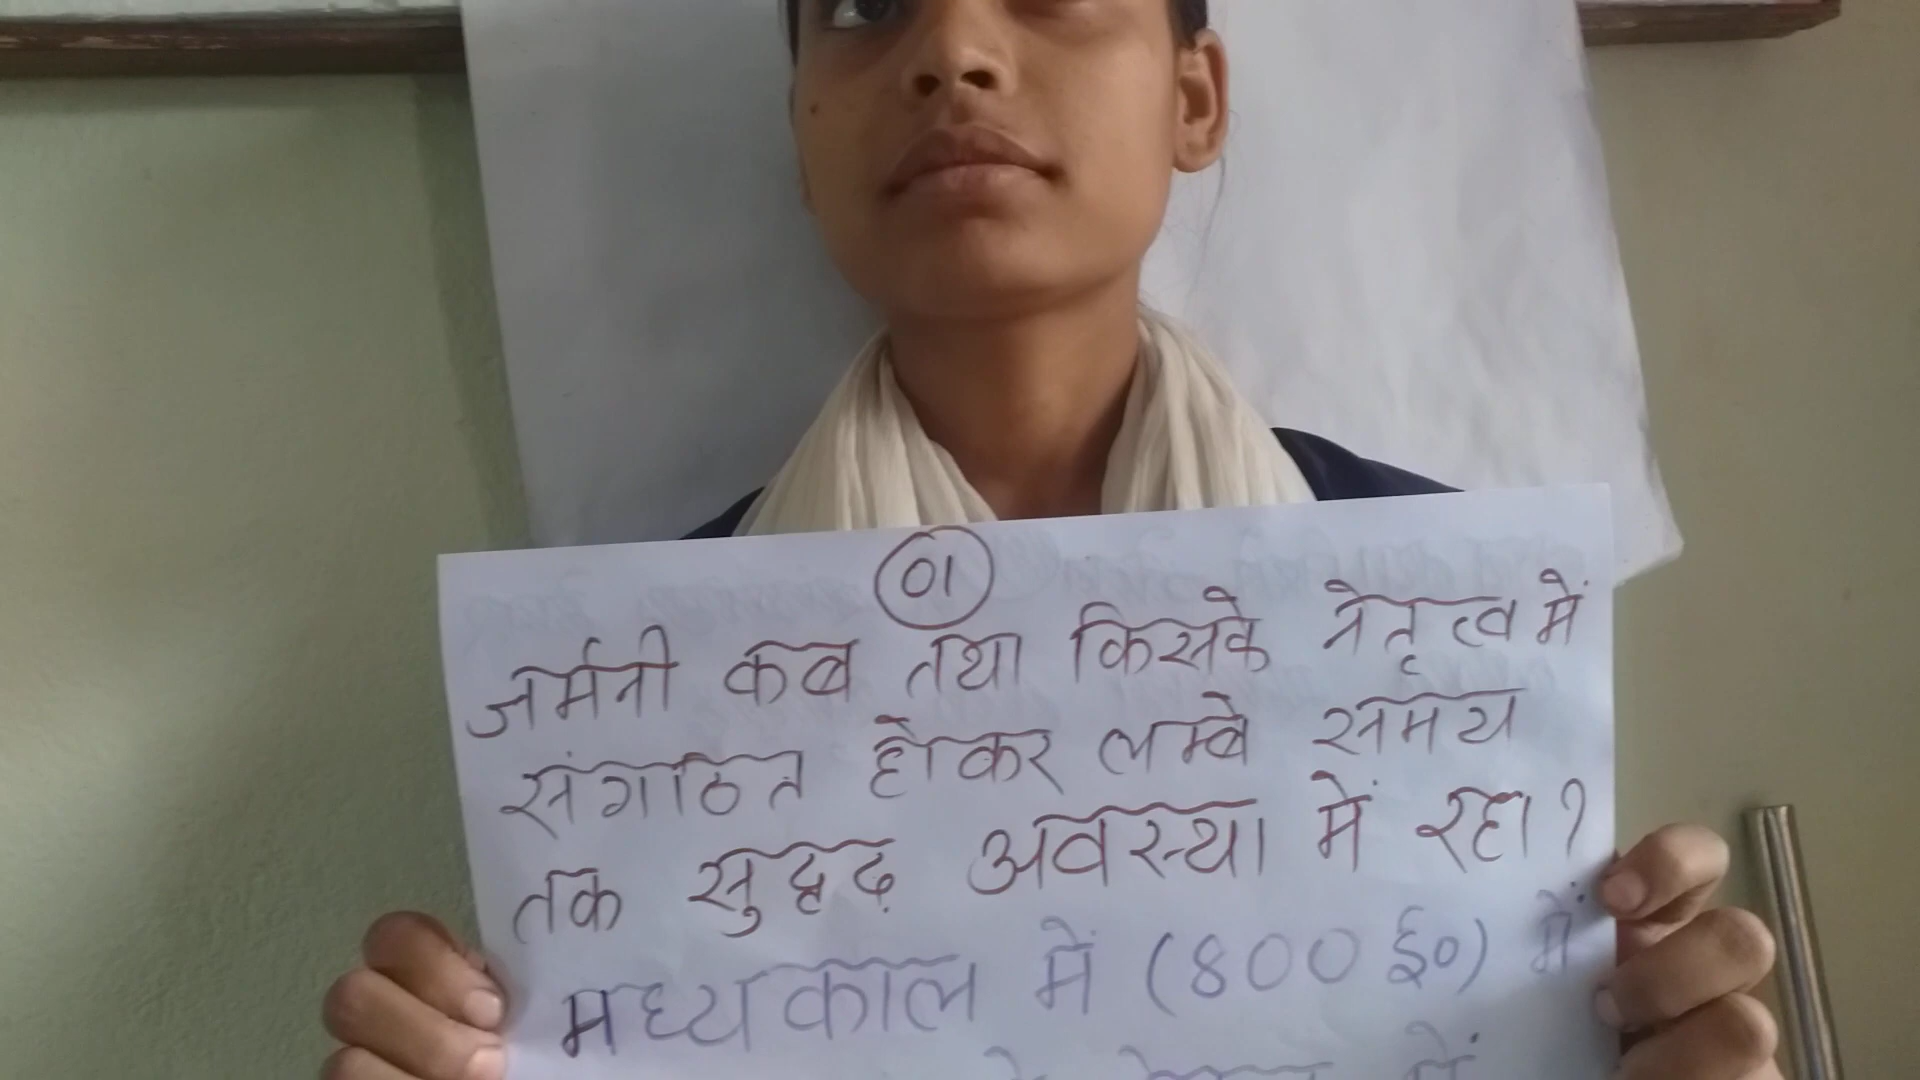 01
जर्मनी कब तथा किसके नेतृत्व में
संगठित होकर लम्बे समय
तक सुदृढ़ अवस्था में रहा?
मध्यकाल में (800 ई०) में